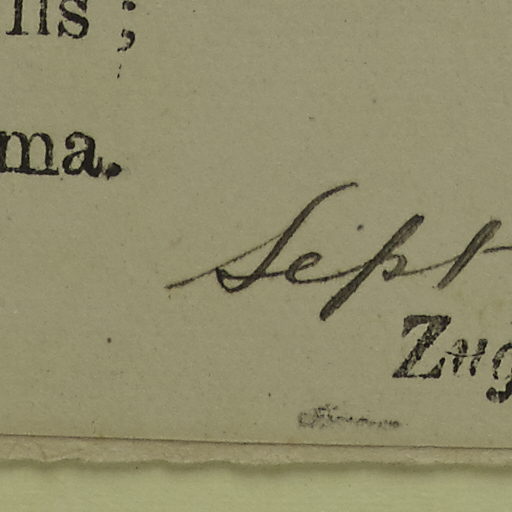 ns ;
ma.
Sept
Zug